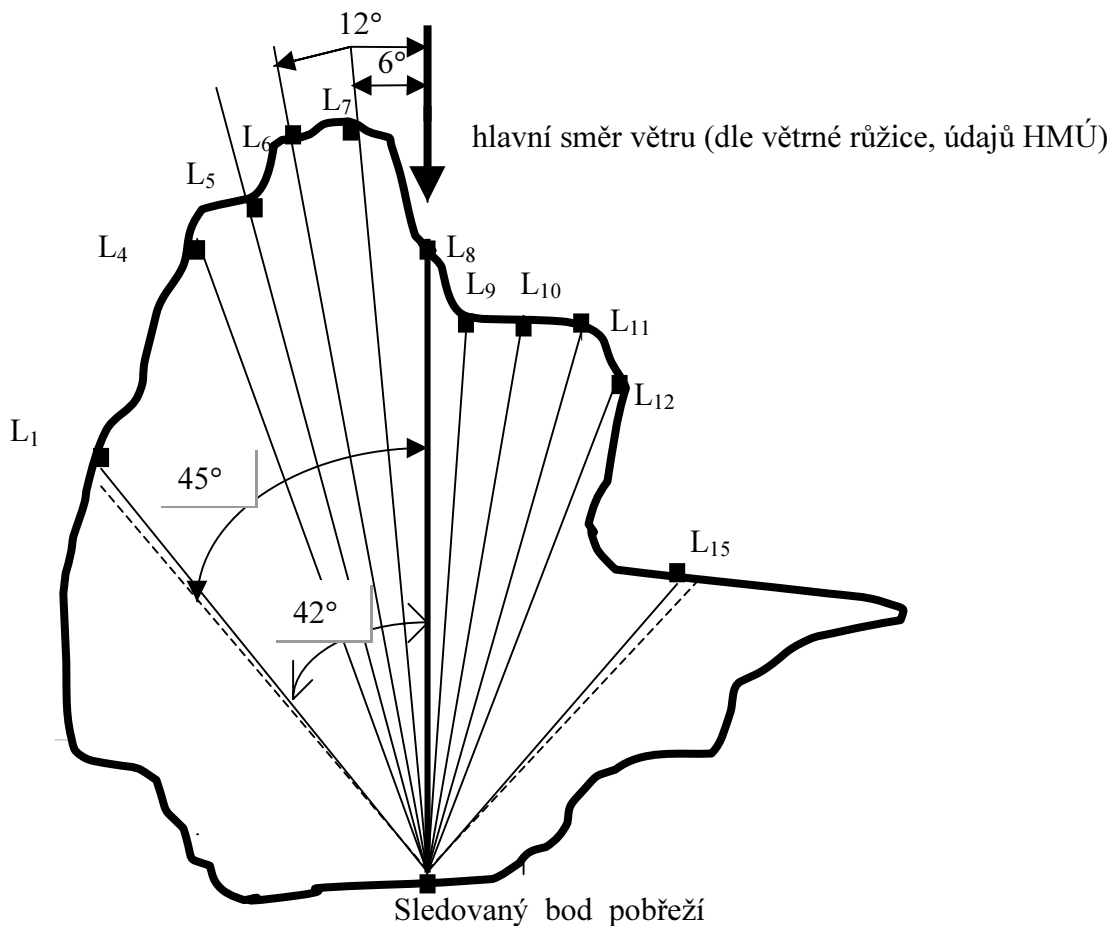 12°
6°
L7
L6
hlavní směr větru (dle větrné růžice, údajů HMÚ)
L5
L4
L8
L9 L10
L11
L12
L1
45°
L15
42°
Sledovaný bod pobřeží